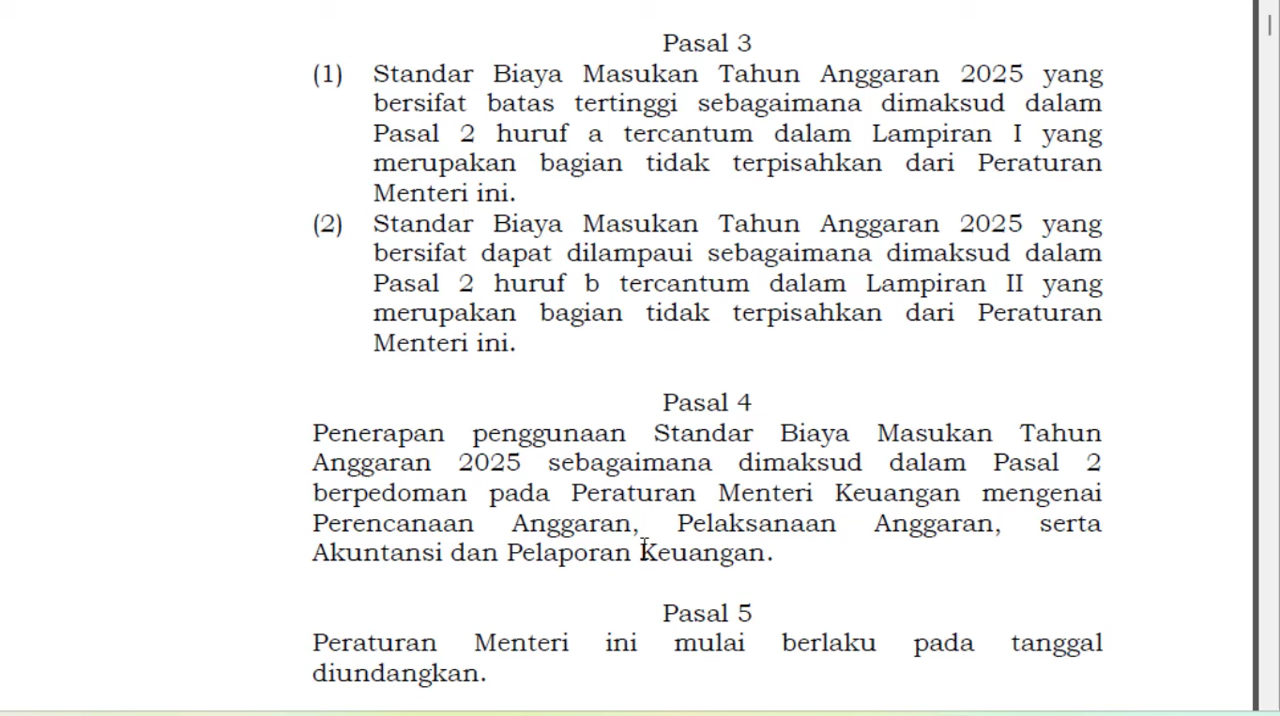 Pasal 3
(1) Standar Biaya Masukan Tahun Anggaran 2025 yang
bersifat batas tertinggi sebagaimana dimaksud dalam
Pasal 2 huruf a tercantum dalam Lampiran I yang
merupakan bagian tidak terpisahkan dari Peraturan
Menteri ini.
(2) Standar Biaya Masukan Tahun Anggaran 2025 yang
bersifat dapat dilampaui sebagaimana dimaksud dalam
Pasal 2 huruf b tercantum dalam Lampiran II yang
merupakan bagian tidak terpisahkan dari Peraturan
Menteri ini.
Pasal 4
Penerapan penggunaan Standar Biaya Masukan Tahun
Anggaran 2025 sebagaimana dimaksud dalam Pasal 2
berpedoman pada Peraturan Menteri Keuangan mengenai
Perencanaan Anggaran, Pelaksanaan Anggaran, serta
Akuntansi dan Pelaporan Keuangan.
Pasal 5
Peraturan Menteri ini mulai berlaku pada tanggal
diundangkan.